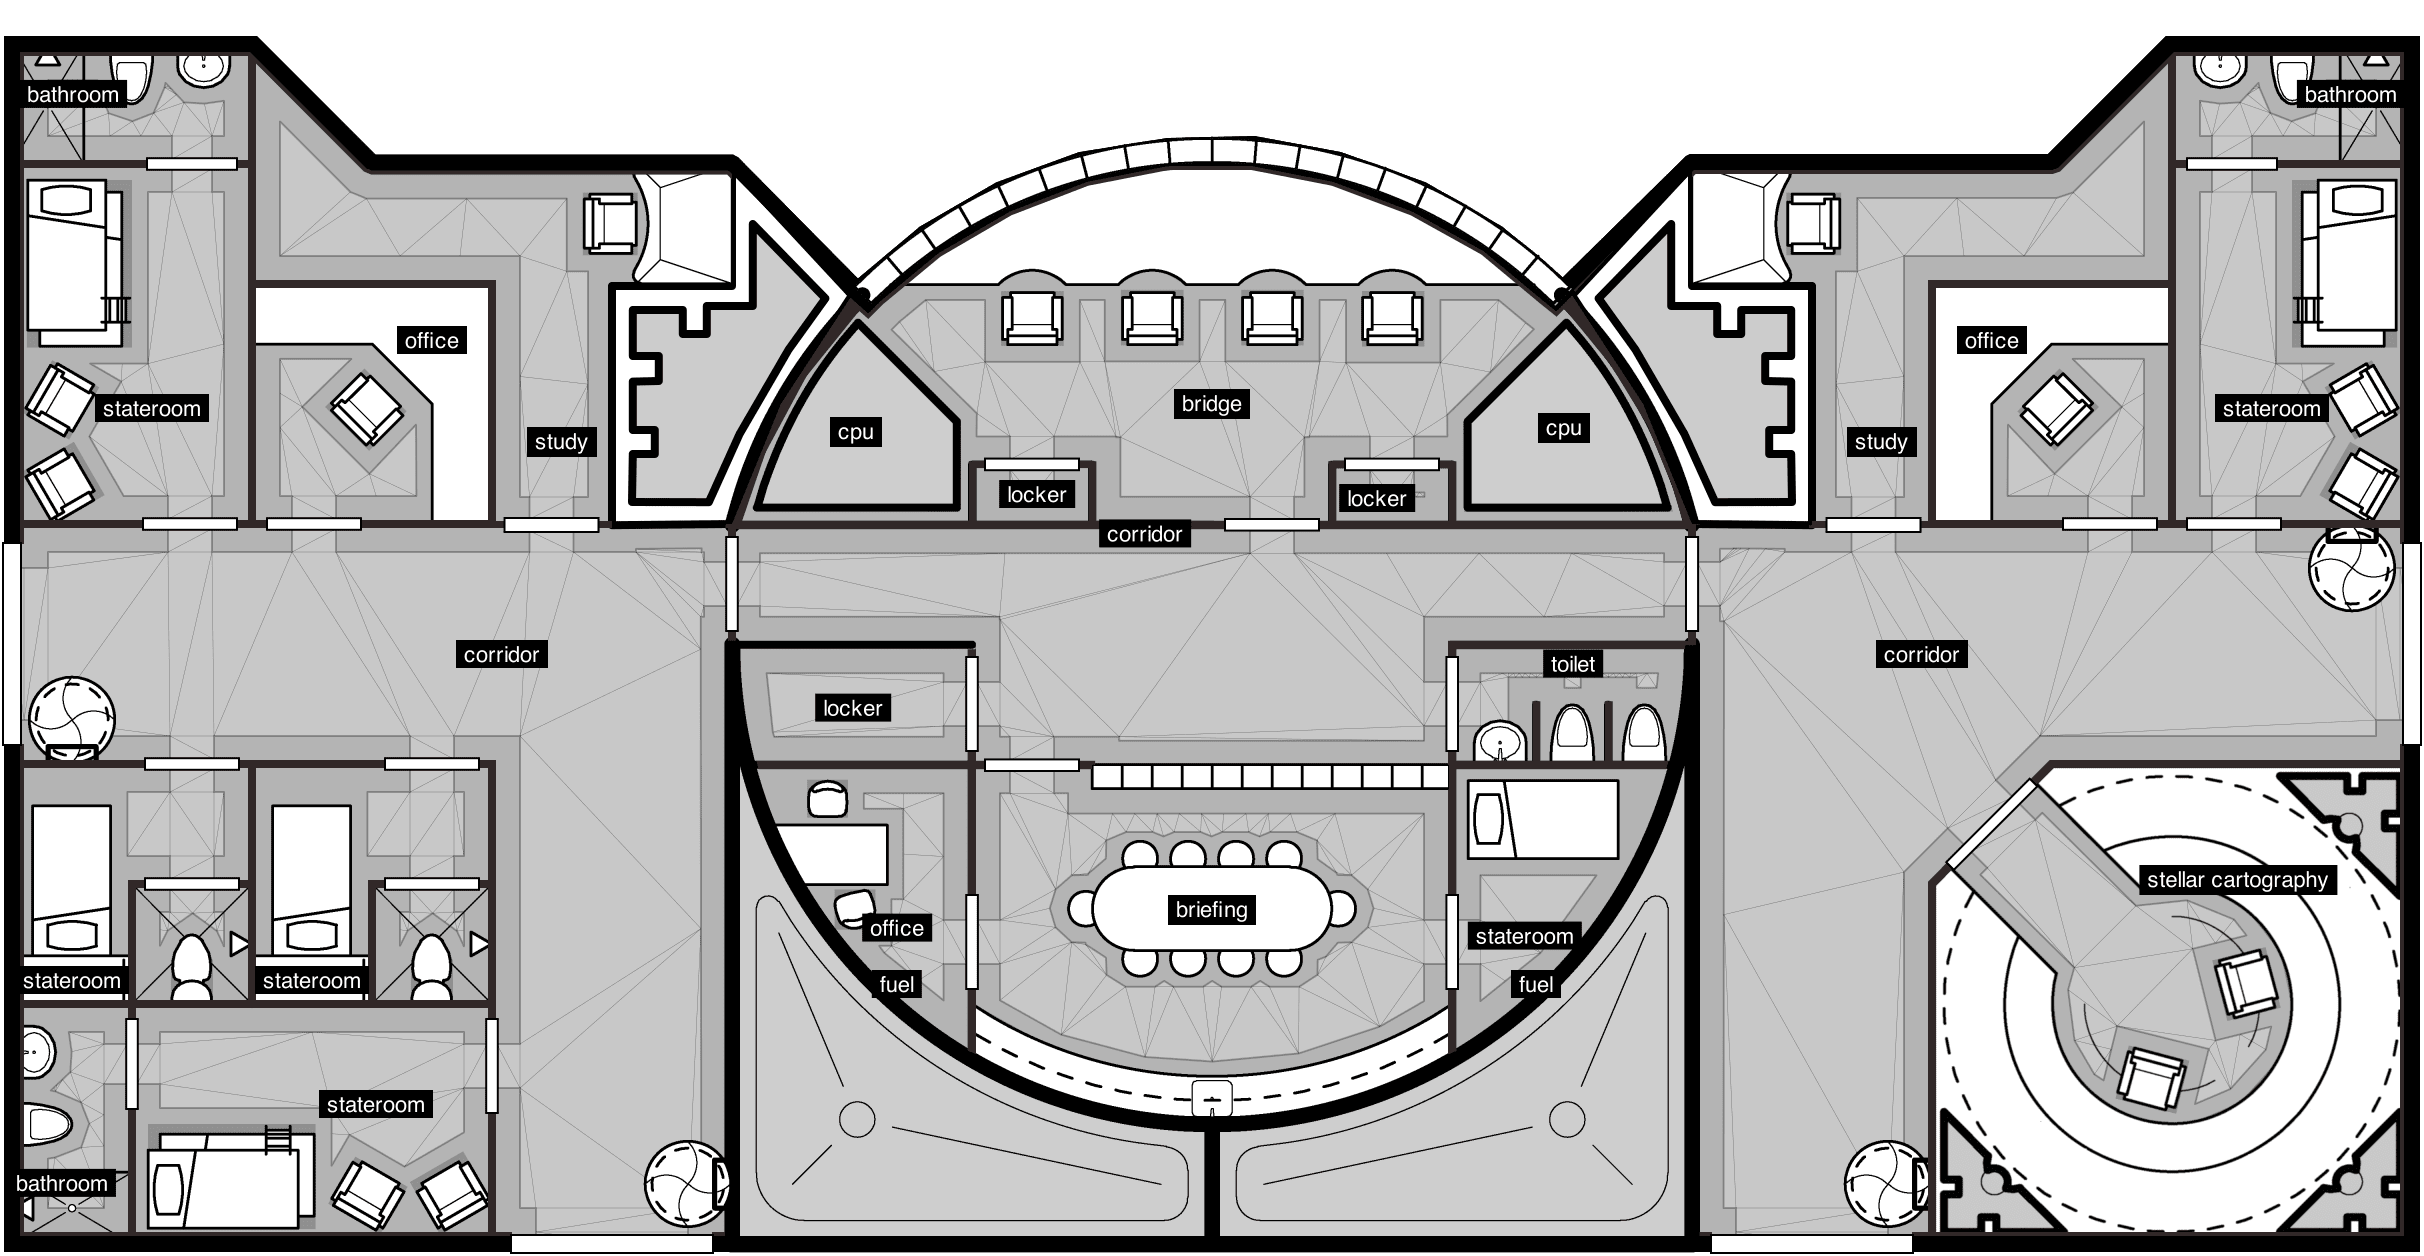 bathroom
bathroom
office
office
stateroom
bridge
stateroom
cpu
cpu
study
study
locker
locker
corridor
corridor
corridor
toilet
locker
stellar cartography
briefing
office
stateroom
stateroom
stateroom
fuel
fuel
stateroom
bathroom